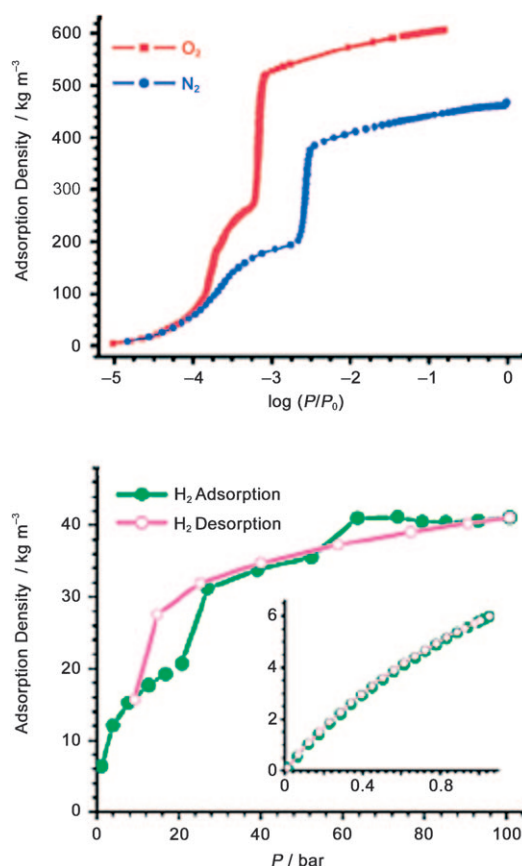 600
500
400
300
200
100
0
Adsorption Density / kg m⁻³
O₂
N₂
–5 –4 –3 –2 –1 0
log (P/P₀)
40
30
20
10
0
Adsorption Density / kg m⁻³
H₂ Adsorption
H₂ Desorption
6
4
2
0
0.4 0.8
0 20 40 60 80 100
P / bar